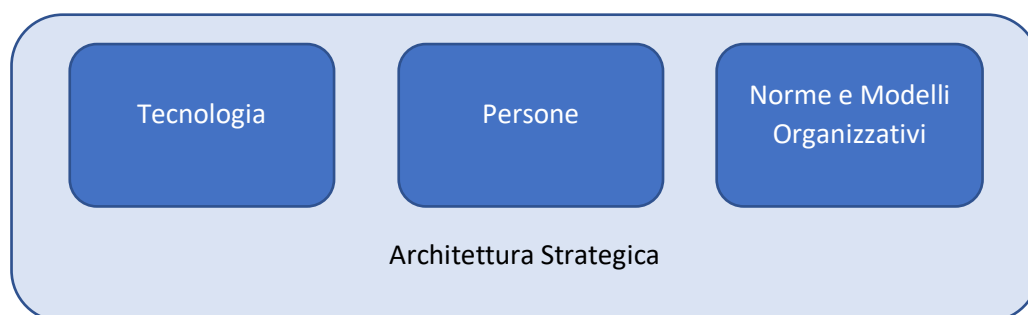 Tecnologia
Persone
Norme e Modelli
Organizzativi
Architettura Strategica